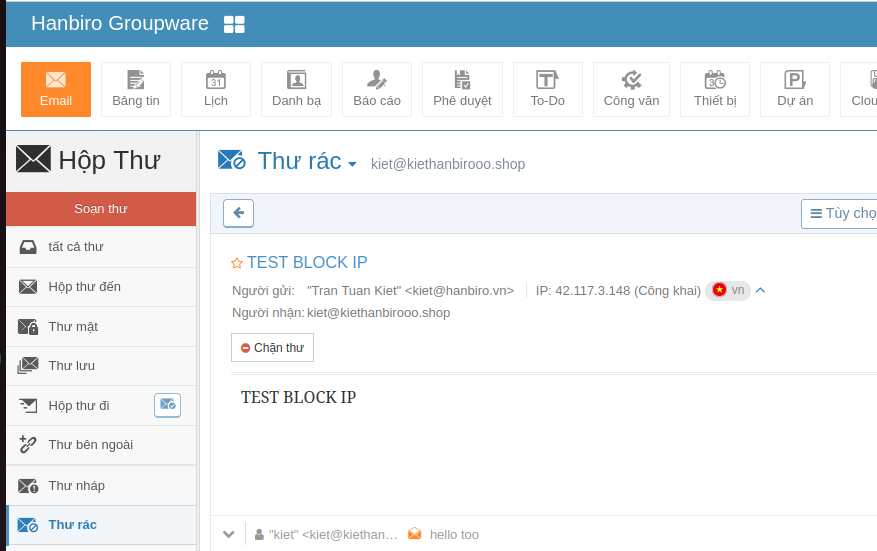 Hanbiro Groupware
Email Bảng tin Lịch Danh bạ Báo cáo Phê duyệt To-Do Công văn Thiết bị Dự án Clou
Hộp Thư
Thư rác kiet@kiethanbirooo.shop
Soạn thư
Tùy chọ
tất cả thư
TEST BLOCK IP
Hộp thư đến
Người gửi: "Tran Tuan Kiet" <kiet@hanbiro.vn> IP: 42.117.3.148 (Công khai) vn
Người nhận: kiet@kiethanbirooo.shop
Thư mật
Chặn thư
Thư lưu
TEST BLOCK IP
Hộp thư đi
Thư bên ngoài
Thư nháp
Thư rác
"kiet" <kiet@kiethan… hello too